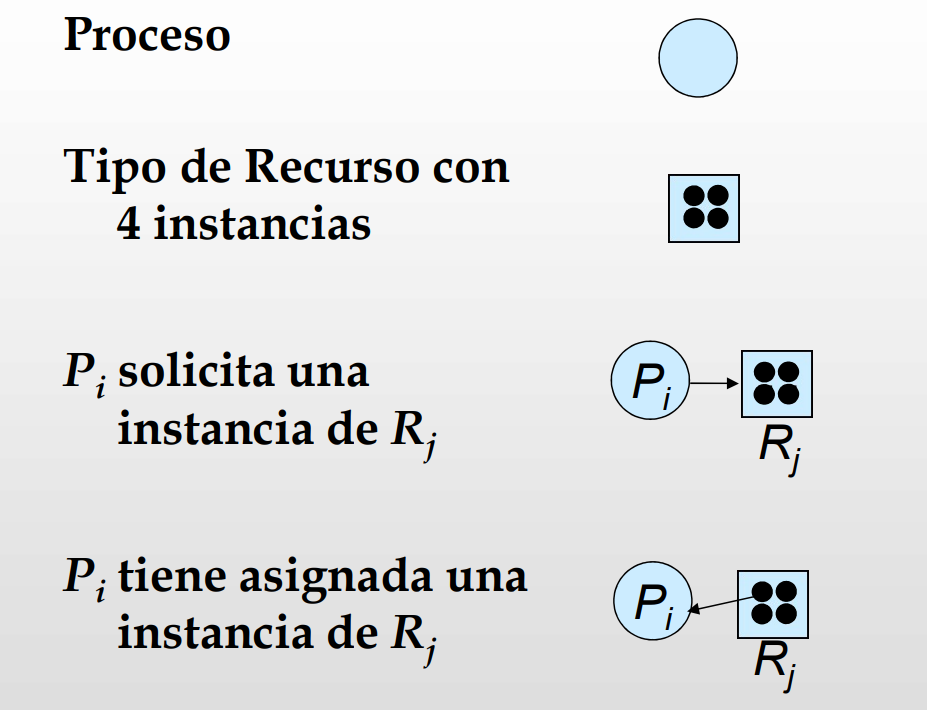 Proceso
Tipo de Recurso con
4 instancias
Pi solicita una
instancia de Rj
Pi
Rj
Pi tiene asignada una
instancia de Rj
Pi
Rj